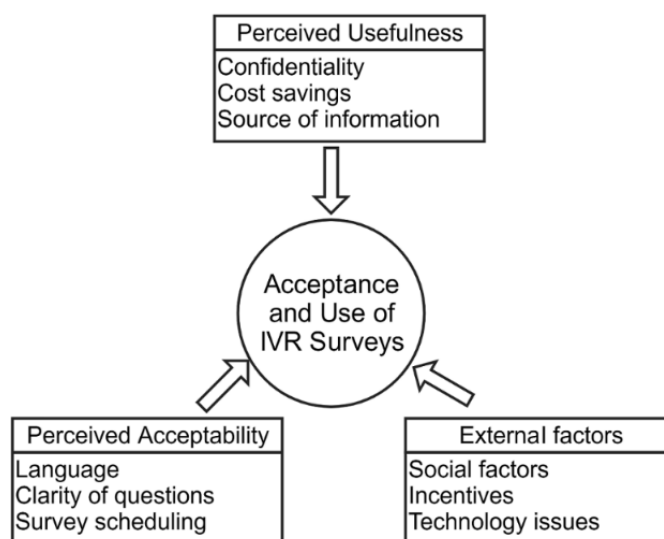 Perceived Usefulness
Confidentiality
Cost savings
Source of information
Acceptance
and Use of
IVR Surveys
Perceived Acceptability
Language
Clarity of questions
Survey scheduling
External factors
Social factors
Incentives
Technology issues